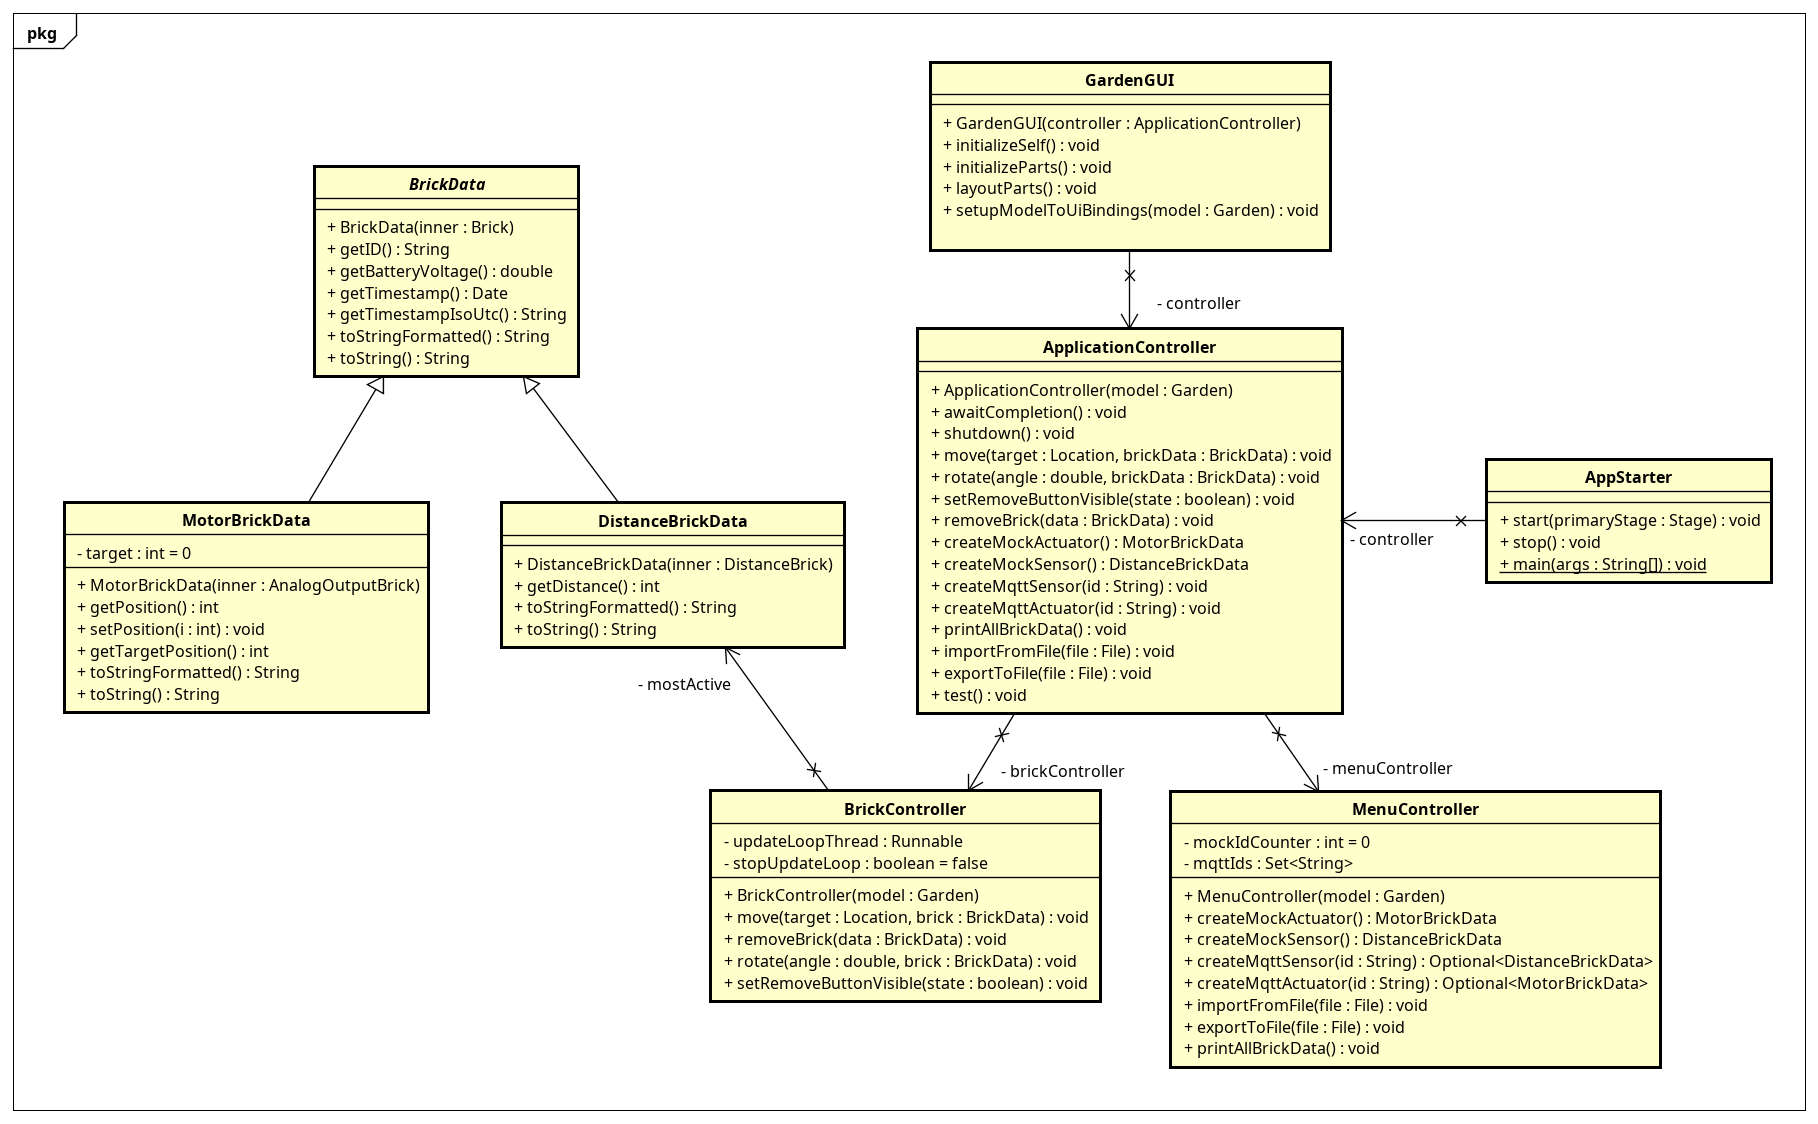 pkg
GardenGUI
+ GardenGUI(controller : ApplicationController)
+ initializeSelf() : void
+ initializeParts() : void
+ layoutParts() : void
+ setupModelToUiBindings(model : Garden) : void
BrickData
+ BrickData(inner : Brick)
+ getID() : String
+ getBatteryVoltage() : double
+ getTimestamp() : Date
+ getTimestampIsoUtc() : String
+ toStringFormatted() : String
+ toString() : String
- controller
ApplicationController
+ ApplicationController(model : Garden)
+ awaitCompletion() : void
+ shutdown() : void
+ move(target : Location, brickData : BrickData) : void
+ rotate(angle : double, brickData : BrickData) : void
+ setRemoveButtonVisible(state : boolean) : void
+ removeBrick(data : BrickData) : void
+ createMockActuator() : MotorBrickData
+ createMockSensor() : DistanceBrickData
+ createMqttSensor(id : String) : void
+ createMqttActuator(id : String) : void
+ printAllBrickData() : void
+ importFromFile(file : File) : void
+ exportToFile(file : File) : void
+ test() : void
AppStarter
+ start(primaryStage : Stage) : void
+ stop() : void
+ main(args : String[]) : void
- controller
MotorBrickData
- target : int = 0
+ MotorBrickData(inner : AnalogOutputBrick)
+ getPosition() : int
+ setPosition(i : int) : void
+ getTargetPosition() : int
+ toStringFormatted() : String
+ toString() : String
DistanceBrickData
+ DistanceBrickData(inner : DistanceBrick)
+ getDistance() : int
+ toStringFormatted() : String
+ toString() : String
- mostActive
- brickController
- menuController
BrickController
- updateLoopThread : Runnable
- stopUpdateLoop : boolean = false
+ BrickController(model : Garden)
+ move(target : Location, brick : BrickData) : void
+ removeBrick(data : BrickData) : void
+ rotate(angle : double, brick : BrickData) : void
+ setRemoveButtonVisible(state : boolean) : void
MenuController
- mockIdCounter : int = 0
- mqttIds : Set<String>
+ MenuController(model : Garden)
+ createMockActuator() : MotorBrickData
+ createMockSensor() : DistanceBrickData
+ createMqttSensor(id : String) : Optional<DistanceBrickData>
+ createMqttActuator(id : String) : Optional<MotorBrickData>
+ importFromFile(file : File) : void
+ exportToFile(file : File) : void
+ printAllBrickData() : void